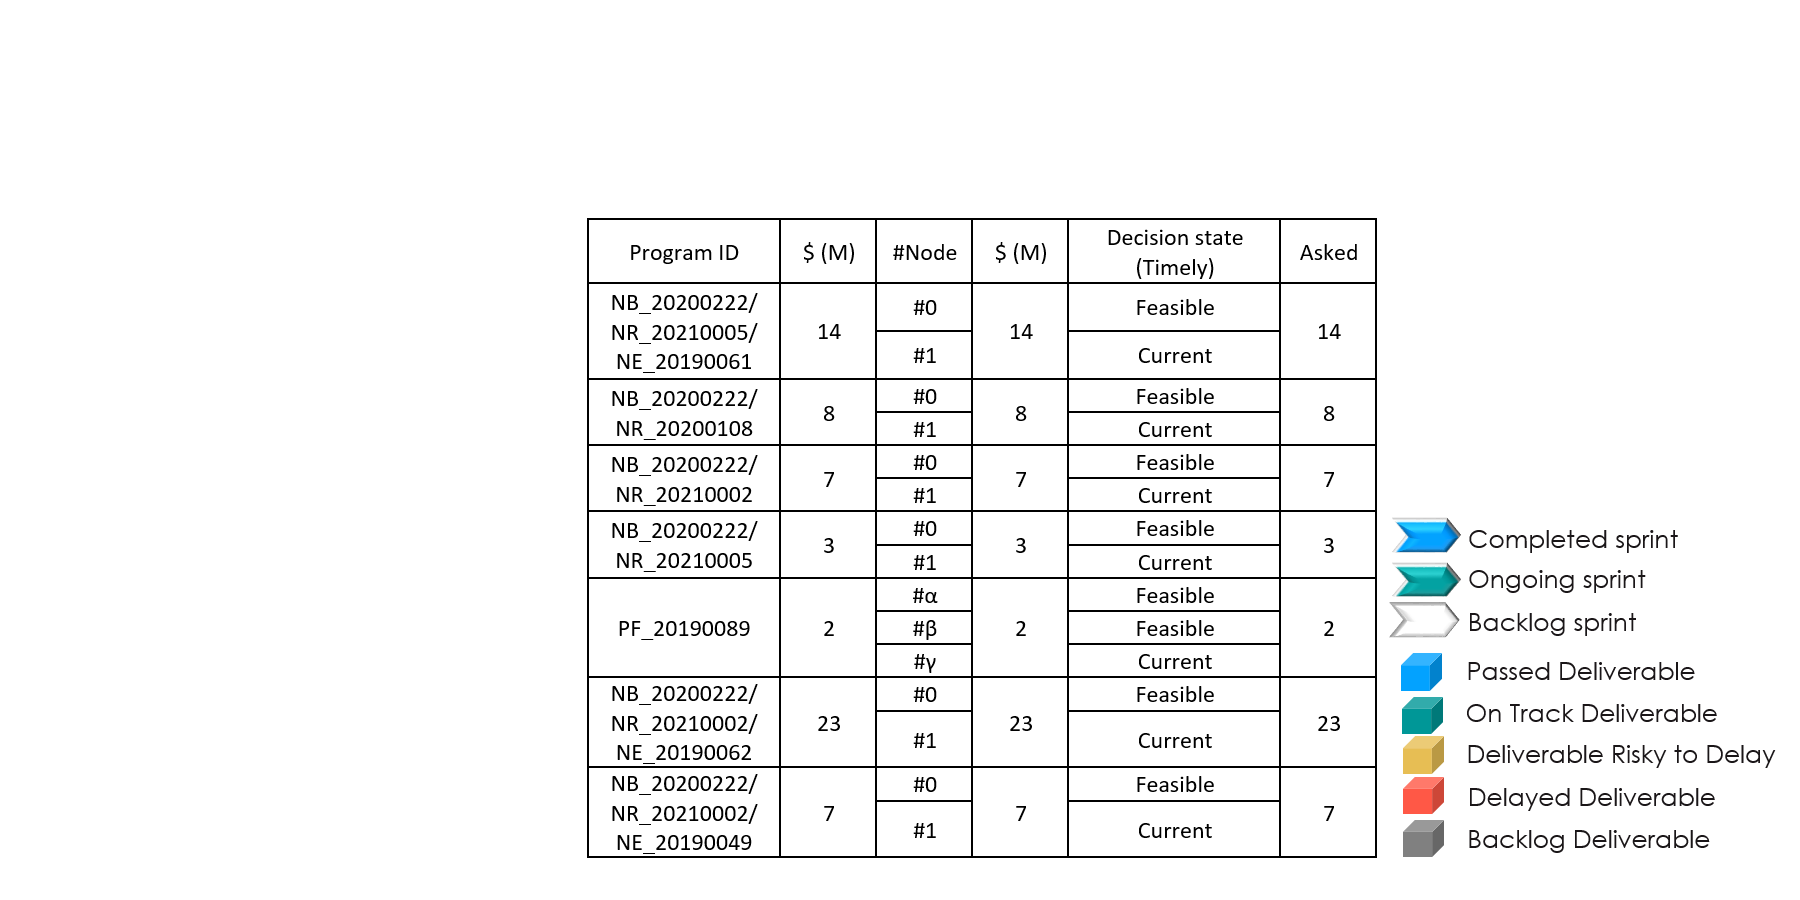 Program ID
$ (M)
#Node
$ (M)
Decision state
(Timely)
Asked
NB_20200222/
NR_20210005/
NE_20190061
14
#0
#1
14
Feasible
Current
14
NB_20200222/
NR_20200108
8
#0
#1
8
Feasible
Current
8
NB_20200222/
NR_20210002
7
#0
#1
7
Feasible
Current
7
NB_20200222/
NR_20210005
3
#0
#1
3
Feasible
Current
3
PF_20190089
2
#α
#β
#γ
2
Feasible
Feasible
Current
2
NB_20200222/
NR_20210002/
NE_20190062
23
#0
#1
23
Feasible
Current
23
NB_20200222/
NR_20210002/
NE_20190049
7
#0
#1
7
Feasible
Current
7
Completed sprint
Ongoing sprint
Backlog sprint
Passed Deliverable
On Track Deliverable
Deliverable Risky to Delay
Delayed Deliverable
Backlog Deliverable